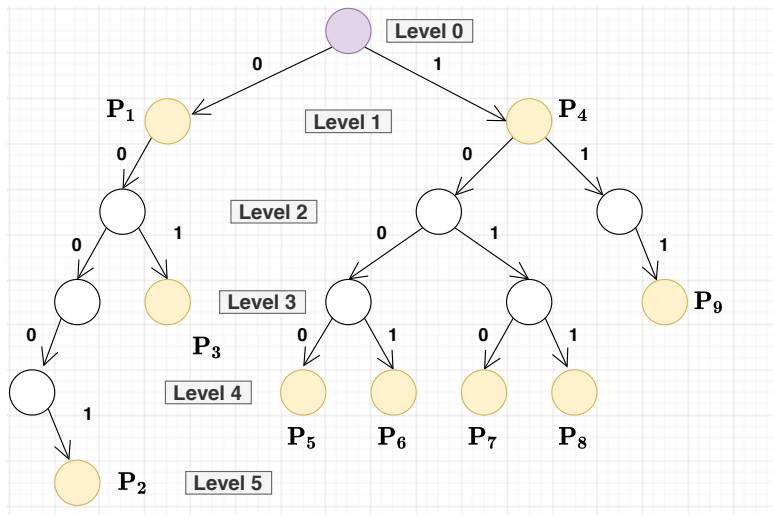 Level 0
0 1
P₁ Level 1 P₄
0 0 1
Level 2
0 1 0 1 1
Level 3 P₉
0 0 1 0 1
P₃
Level 4
1
P₅ P₆ P₇ P₈
P₂ Level 5